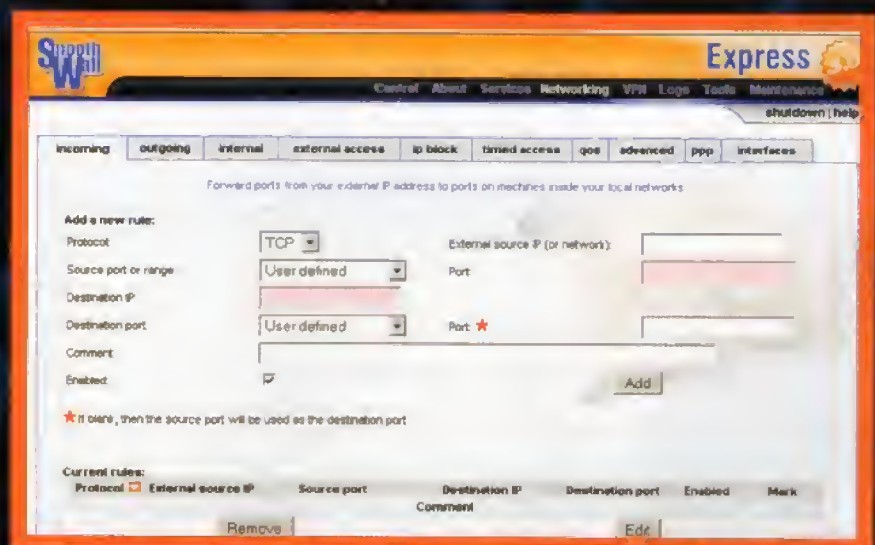 Smooth
Wall
Express
Control About Services Networking VPN Logs Tools Maintenance
shutdown | help
incoming outgoing internal external access ip block timed access qos advanced ppp interfaces
Forward ports from your external IP address to ports on machines inside your local networks
Add a new rule:
Protocol: TCP External source IP (or network):
Source port or range User defined Port:
Destination IP
Destination port User defined Port: ★
Comment
Enabled: Add
★ If blank, then the source port will be used as the destination port
Current rules:
Protocol External source IP Source port Destination IP Destination port Enabled Mark
Comment
Remove Edit